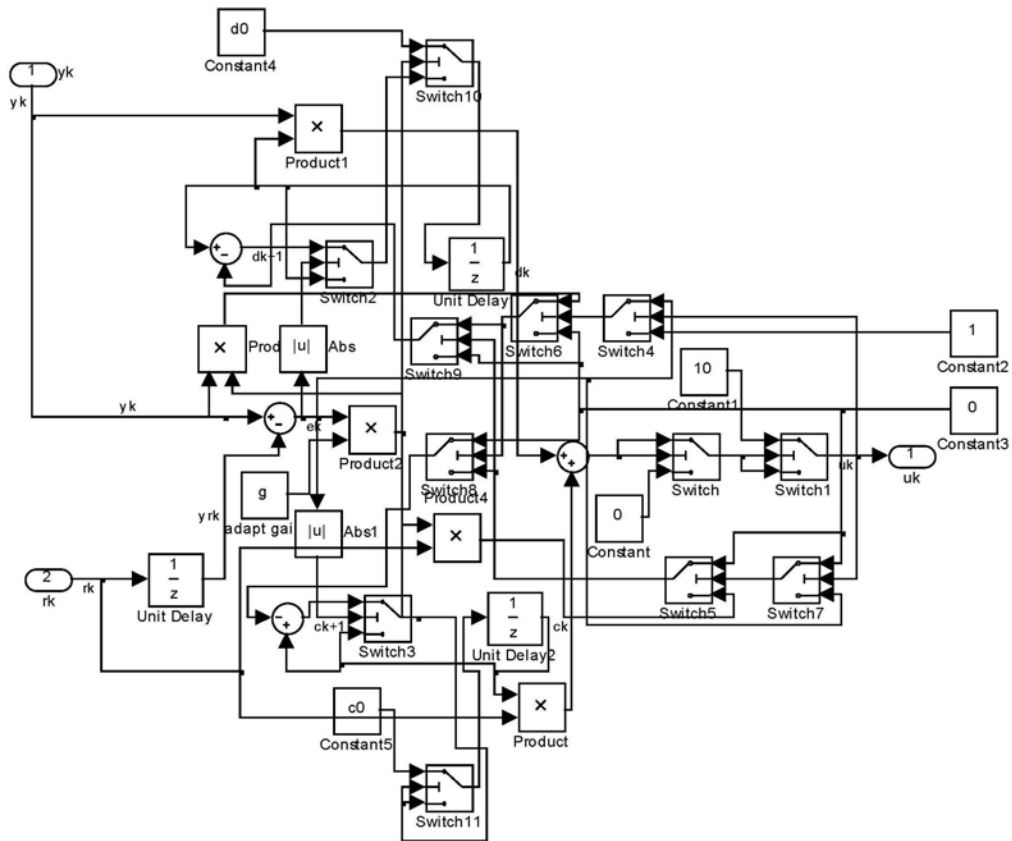 d0
Constant4
1
yk
yk
Switch10
×
Product1
+
−
dk+1
Switch2
1
z
dk
Unit Delay
×
Prod
|u|
Abs
Switch9
Switch6
Switch4
1
Constant2
10
Constant1
0
Constant3
yk
+
−
ek
×
Product2
Switch8
Product4
+
+
Switch
Switch1
uk
1
uk
g
adapt gai
yrk
|u|
Abs1
×
0
Constant
2
rk
rk
1
z
Unit Delay
−
+
ck+1
Switch3
1
z
ck
Unit Delay2
Switch5
Switch7
c0
Constant5
×
Product
Switch11